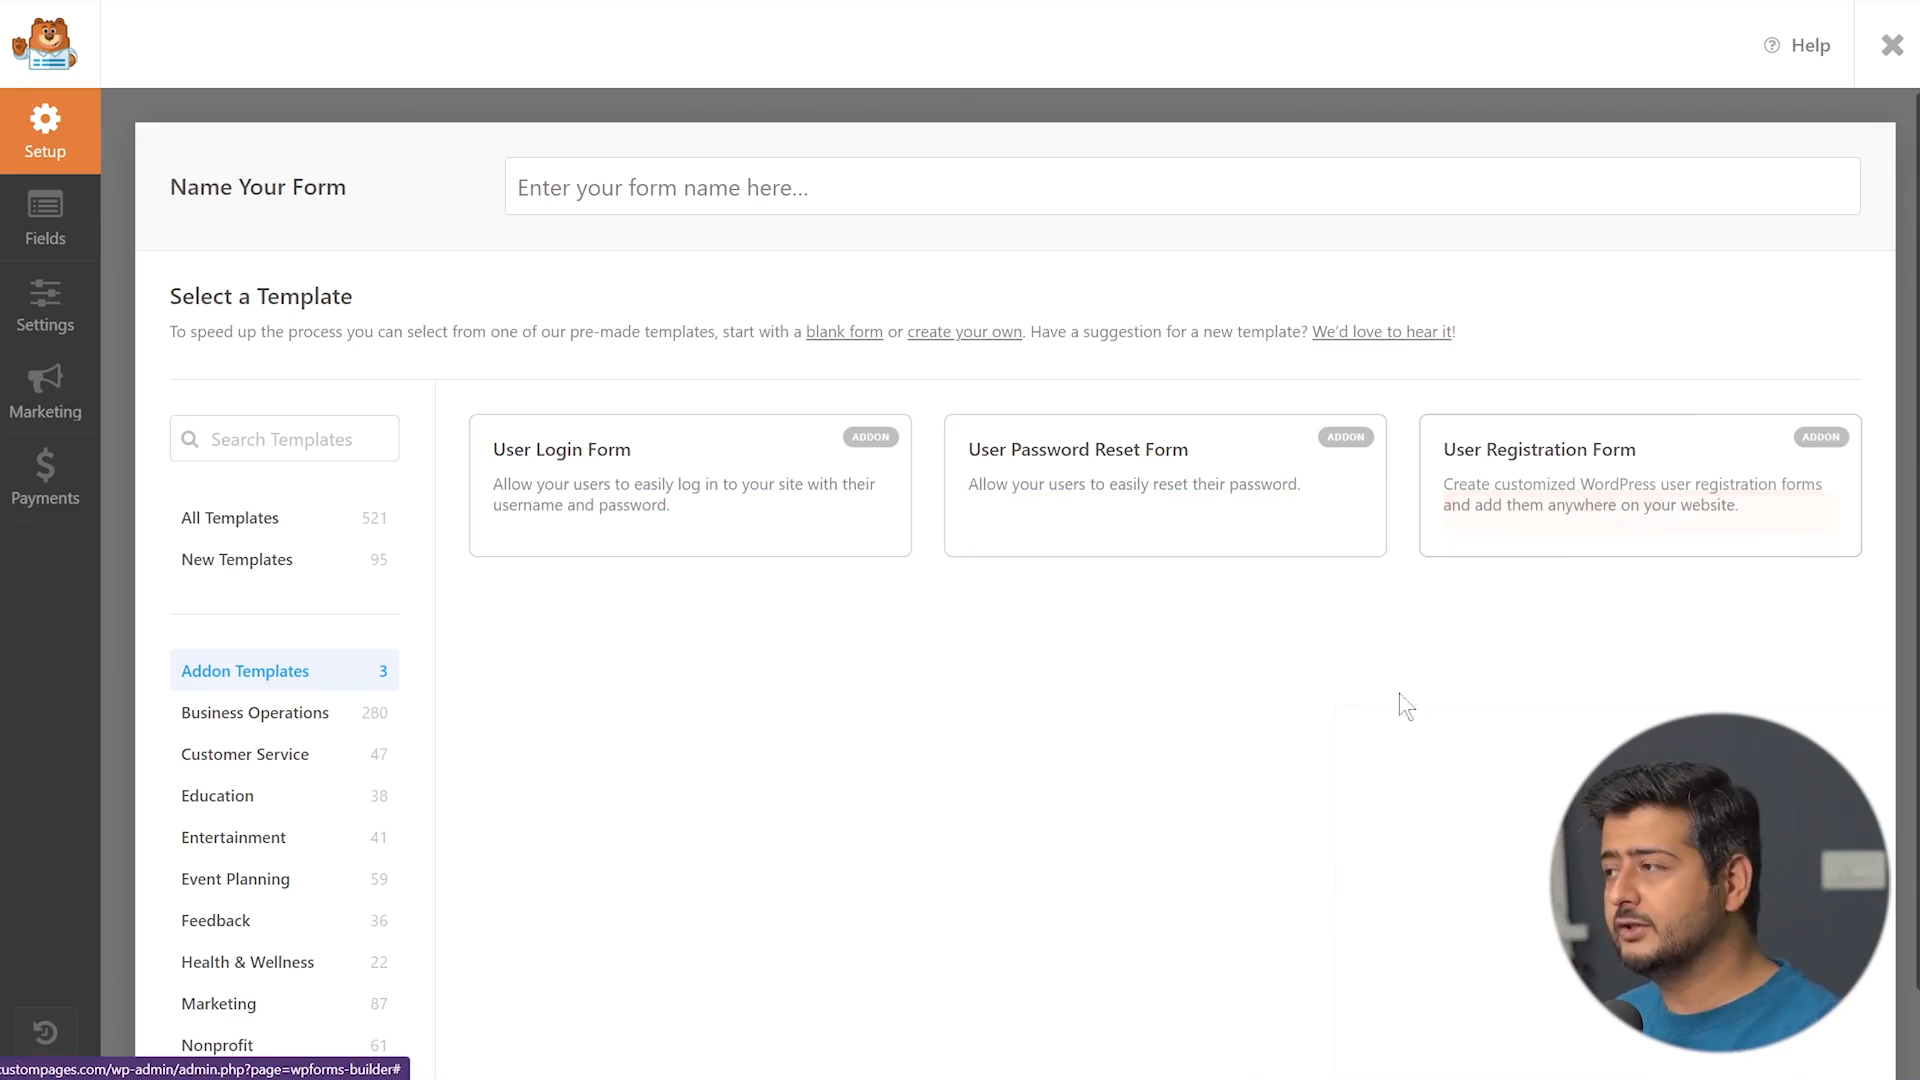 Help
Setup
Name Your Form
Enter your form name here...
Fields
Settings
Marketing
Payments
Select a Template
To speed up the process you can select from one of our pre-made templates, start with a blank form or create your own. Have a suggestion for a new template? We'd love to hear it!
Search Templates
All Templates 521
New Templates 95
Addon Templates 3
Business Operations 280
Customer Service 47
Education 38
Entertainment 41
Event Planning 59
Feedback 36
Health & Wellness 22
Marketing 87
Nonprofit 61
User Login Form
ADDON
Allow your users to easily log in to your site with their
username and password.
User Password Reset Form
ADDON
Allow your users to easily reset their password.
User Registration Form
ADDON
Create customized WordPress user registration forms
and add them anywhere on your website.
custompages.com/wp-admin/admin.php?page=wpforms-builder#